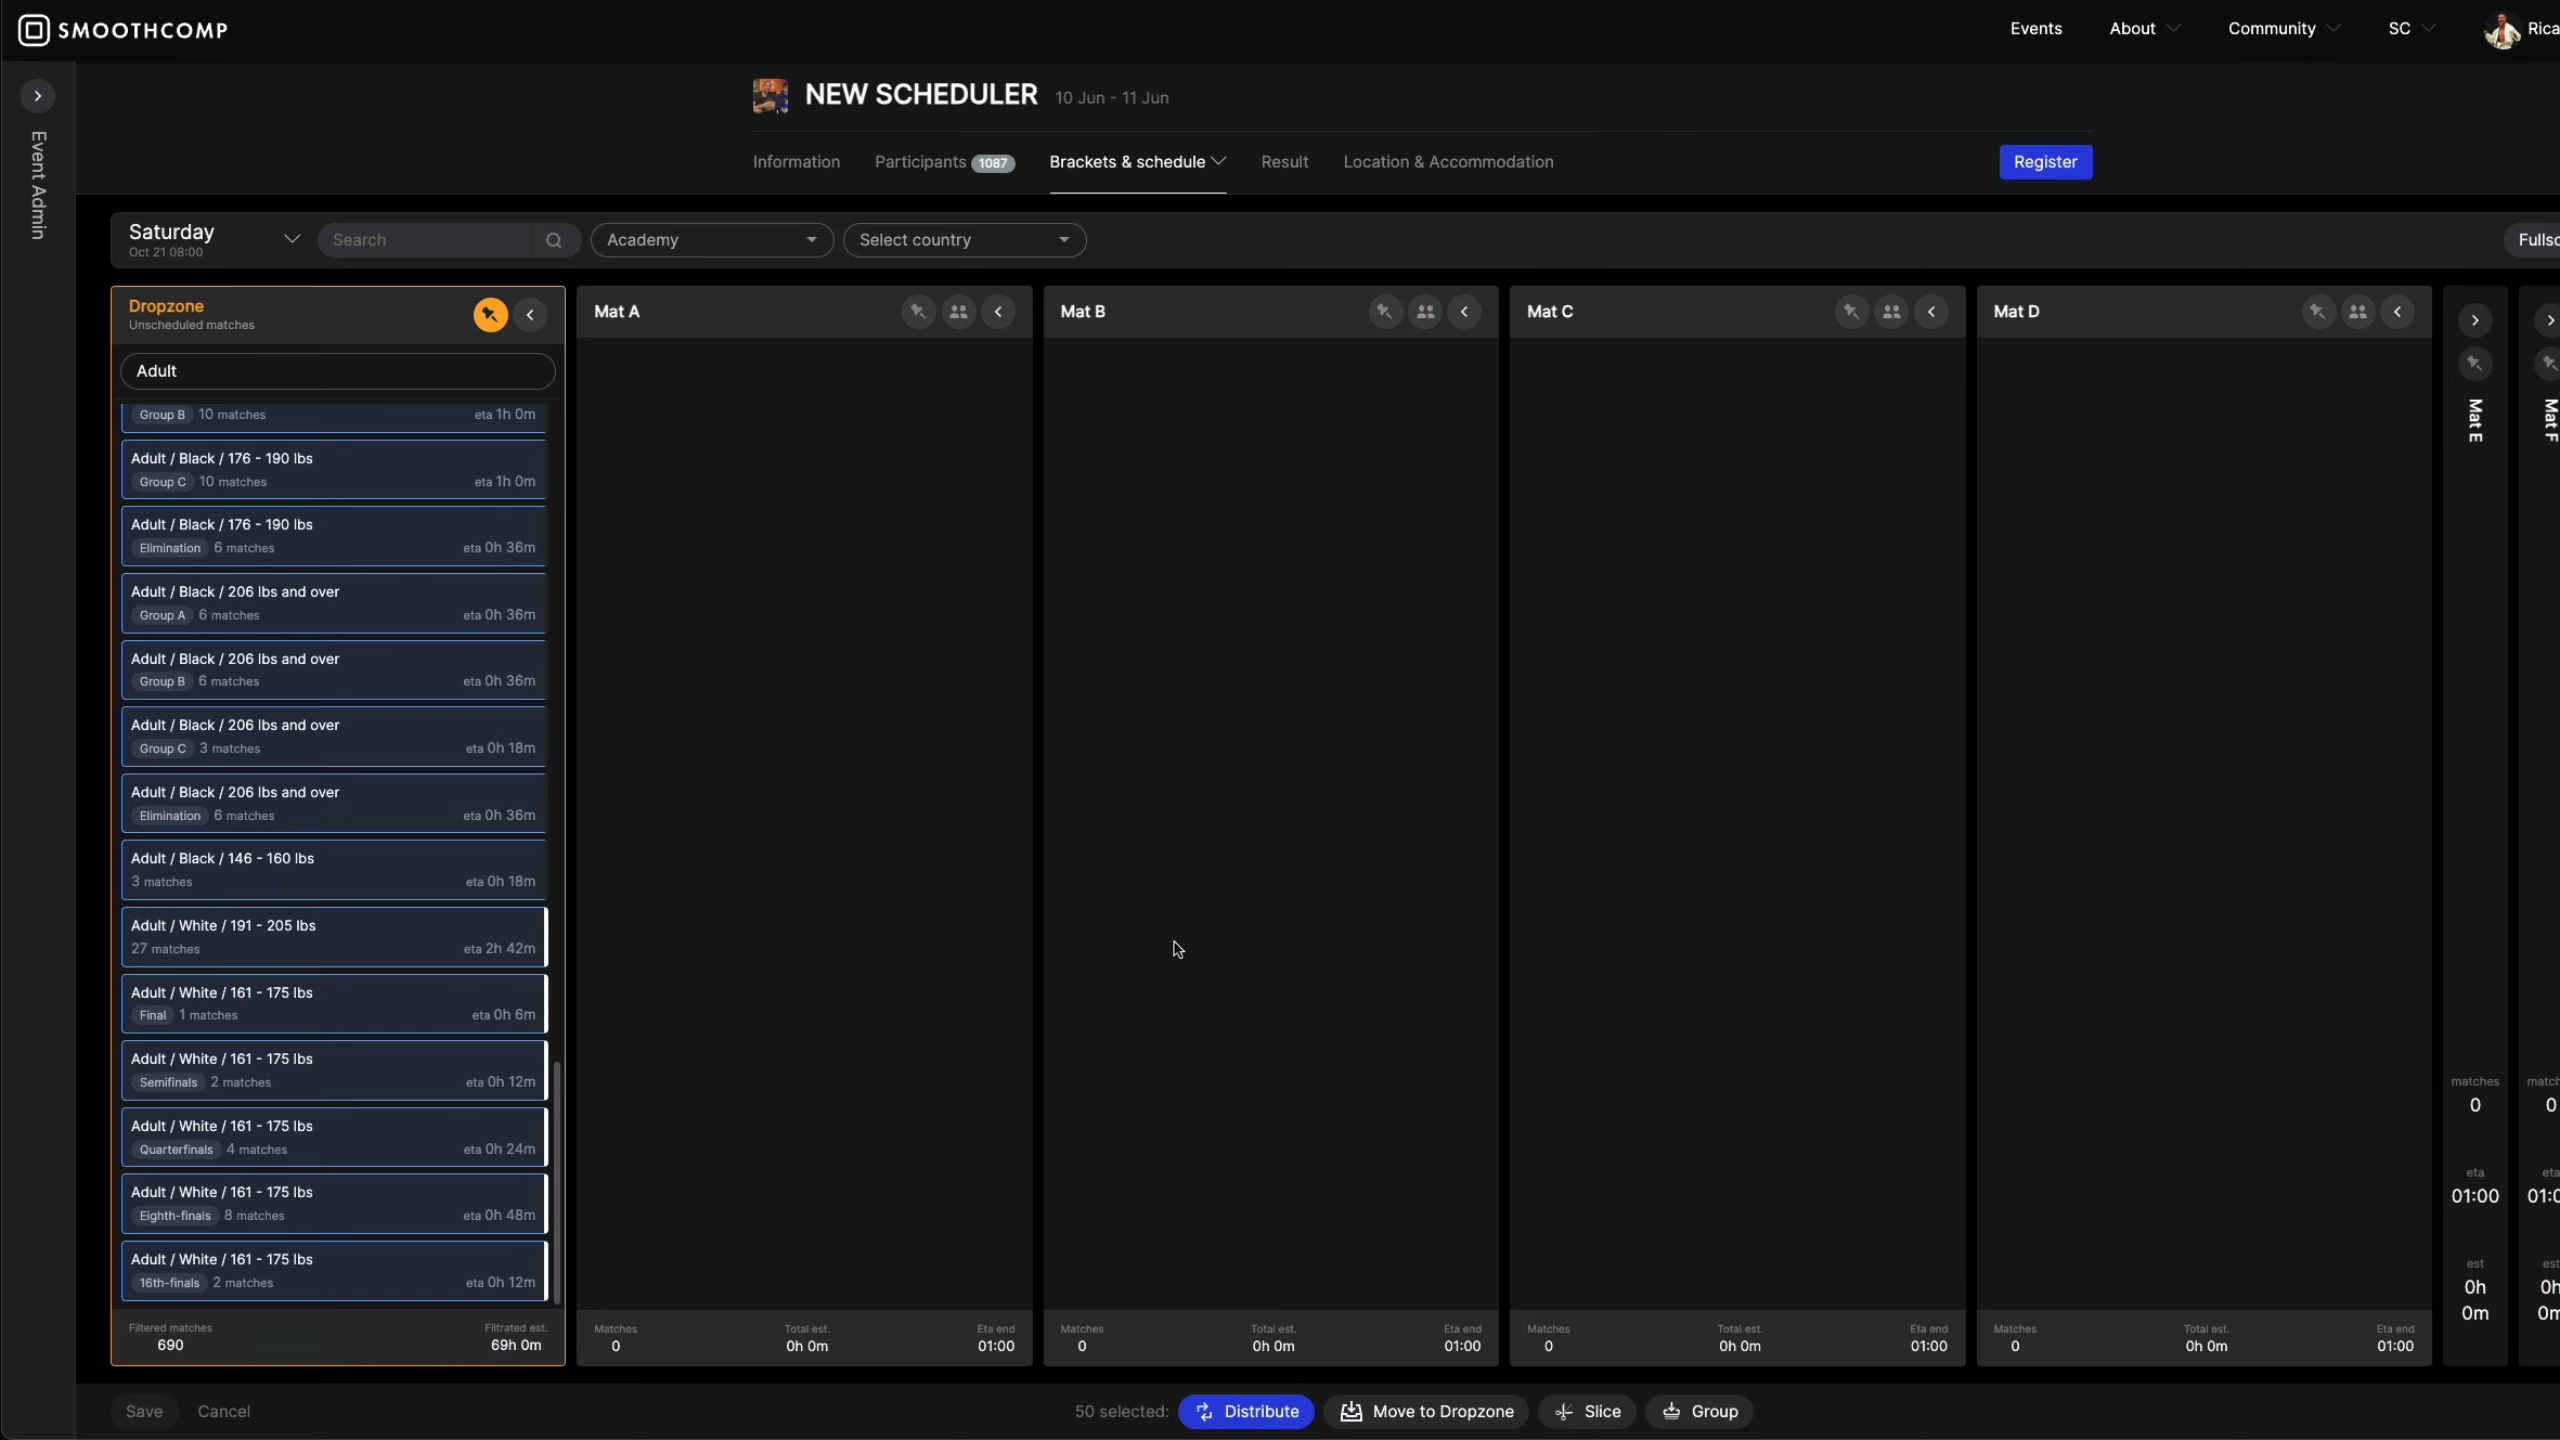 SMOOTHCOMP
Events About Community SC
Event Admin
NEW SCHEDULER 10 Jun - 11 Jun
Information Participants 1087 Brackets & schedule Result Location & Accommodation Register
Saturday
Oct 21 08:00
Search Academy Select country
Dropzone
Unscheduled matches
Adult
Group B 10 matches eta 1h 0m
Adult / Black / 176 - 190 lbs
Group C 10 matches eta 1h 0m
Adult / Black / 176 - 190 lbs
Elimination 6 matches eta 0h 36m
Adult / Black / 206 lbs and over
Group A 6 matches eta 0h 36m
Adult / Black / 206 lbs and over
Group B 6 matches eta 0h 36m
Adult / Black / 206 lbs and over
Group C 3 matches eta 0h 18m
Adult / Black / 206 lbs and over
Elimination 6 matches eta 0h 36m
Adult / Black / 146 - 160 lbs
3 matches eta 0h 18m
Adult / White / 191 - 205 lbs
27 matches eta 2h 42m
Adult / White / 161 - 175 lbs
Final 1 matches eta 0h 6m
Adult / White / 161 - 175 lbs
Semifinals 2 matches eta 0h 12m
Adult / White / 161 - 175 lbs
Quarterfinals 4 matches eta 0h 24m
Adult / White / 161 - 175 lbs
Eighth-finals 8 matches eta 0h 48m
Adult / White / 161 - 175 lbs
16th-finals 2 matches eta 0h 12m
Filtered matches Filtrated est.
690 69h 0m
Mat A
Matches Total est. Eta end
0 0h 0m 01:00
Mat B
Matches Total est. Eta end
0 0h 0m 01:00
Mat C
Matches Total est. Eta end
0 0h 0m 01:00
Mat D
Matches Total est. Eta end
0 0h 0m 01:00
Mat E
matches
0
eta
01:00
est
0h
0m
Mat F
0
eta
est
Save Cancel 50 selected: Distribute Move to Dropzone Slice Group